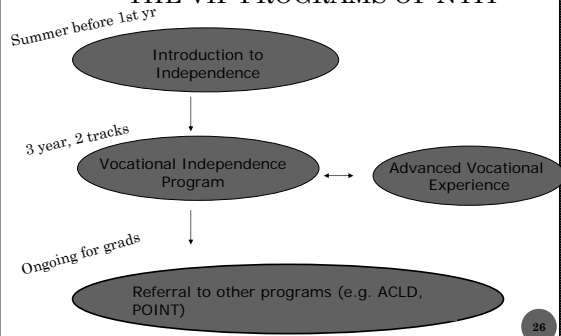 THE VIP PROGRAMS OF NYIT
Summer before 1st yr
Introduction to
Independence
3 year, 2 tracks
Vocational Independence
Program
Advanced Vocational
Experience
Ongoing for grads
Referral to other programs (e.g. ACLD,
POINT)
26